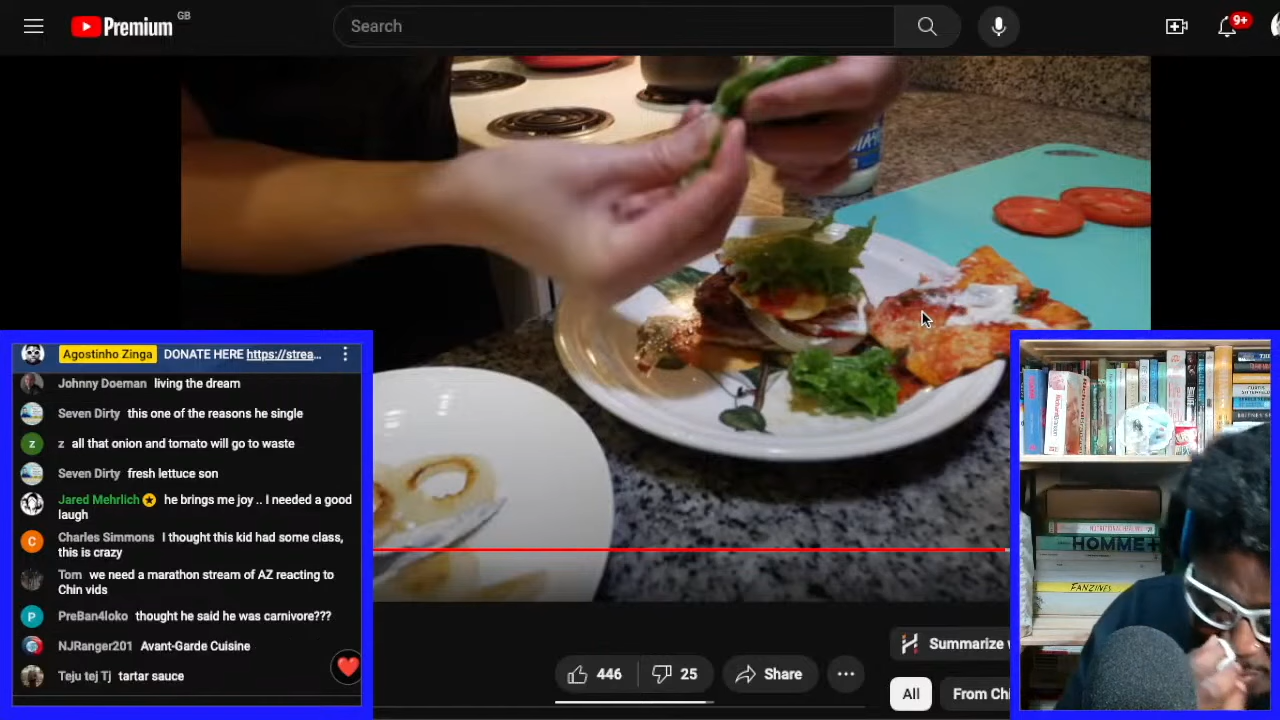 Premium GB
Search
9+
Agostinho Zinga DONATE HERE https://strea...
Johnny Doeman living the dream
Seven Dirty this one of the reasons he single
z all that onion and tomato will go to waste
Seven Dirty fresh lettuce son
Jared Mehrlich he brings me joy .. I needed a good
laugh
Charles Simmons I thought this kid had some class,
this is crazy
Tom we need a marathon stream of AZ reacting to
Chin vids
PreBan4loko thought he said he was carnivore???
NJRanger201 Avant-Garde Cuisine
Teju tej Tj tartar sauce
C
P
z
446
25
Share
Summarize
All
From Chi
HOMME
FANZINES